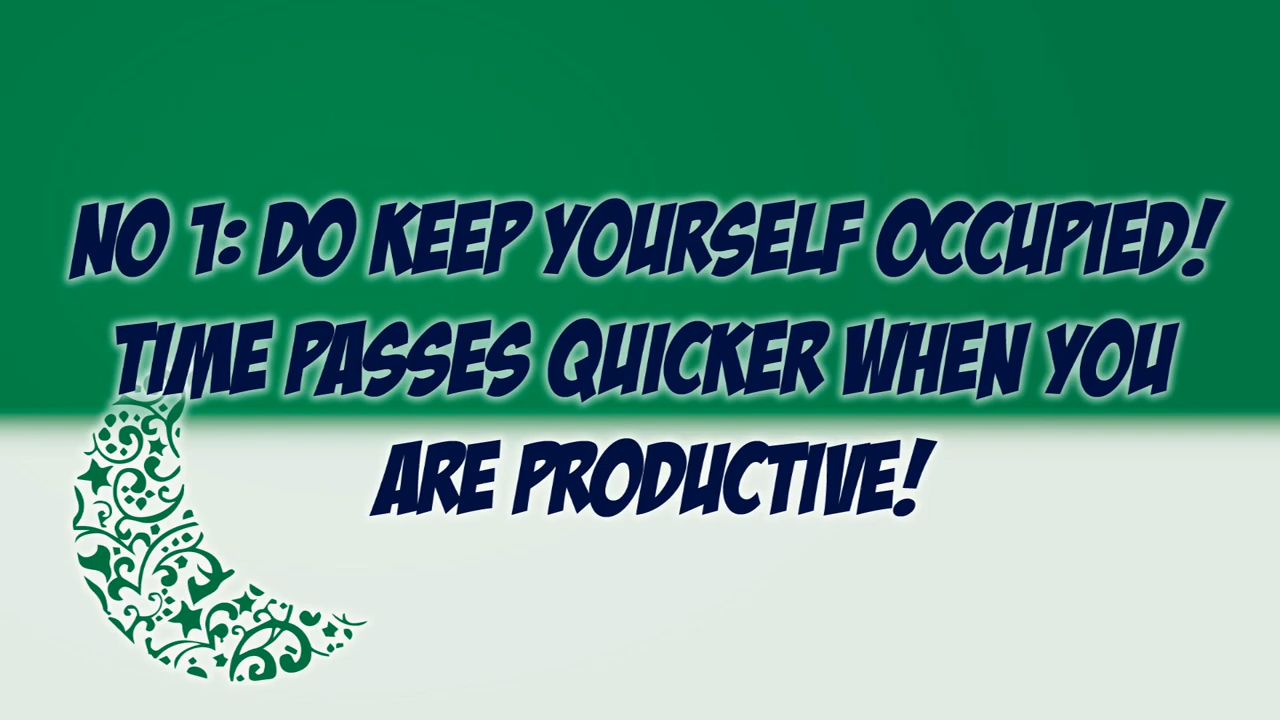 NO 1: DO KEEP YOURSELF OCCUPIED!
TIME PASSES QUICKER WHEN YOU
ARE PRODUCTIVE!